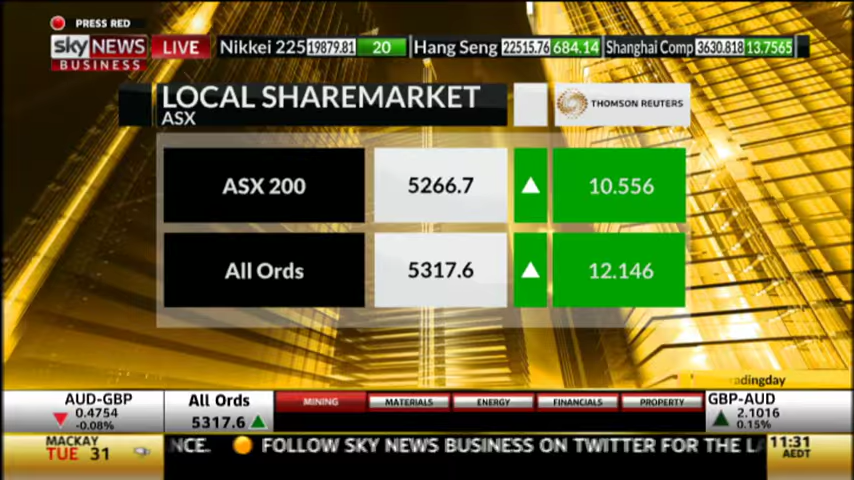 PRESS RED
sky NEWS LIVE Nikkei 225 19879.81 20 Hang Seng 22515.76 684.14 Shanghai Comp 3630.818 13.7565
BUSINESS
LOCAL SHAREMARKET
ASX
THOMSON REUTERS
ASX 200 5266.7 10.556
All Ords 5317.6 12.146
adingday
AUD-GBP
0.4754
-0.08%
All Ords
5317.6
MINING MATERIALS ENERGY FINANCIALS PROPERTY
GBP-AUD
2.1016
0.15%
MACKAY
TUE 31
NCE. FOLLOW SKY NEWS BUSINESS ON TWITTER FOR THE LA
11:31
AEDT